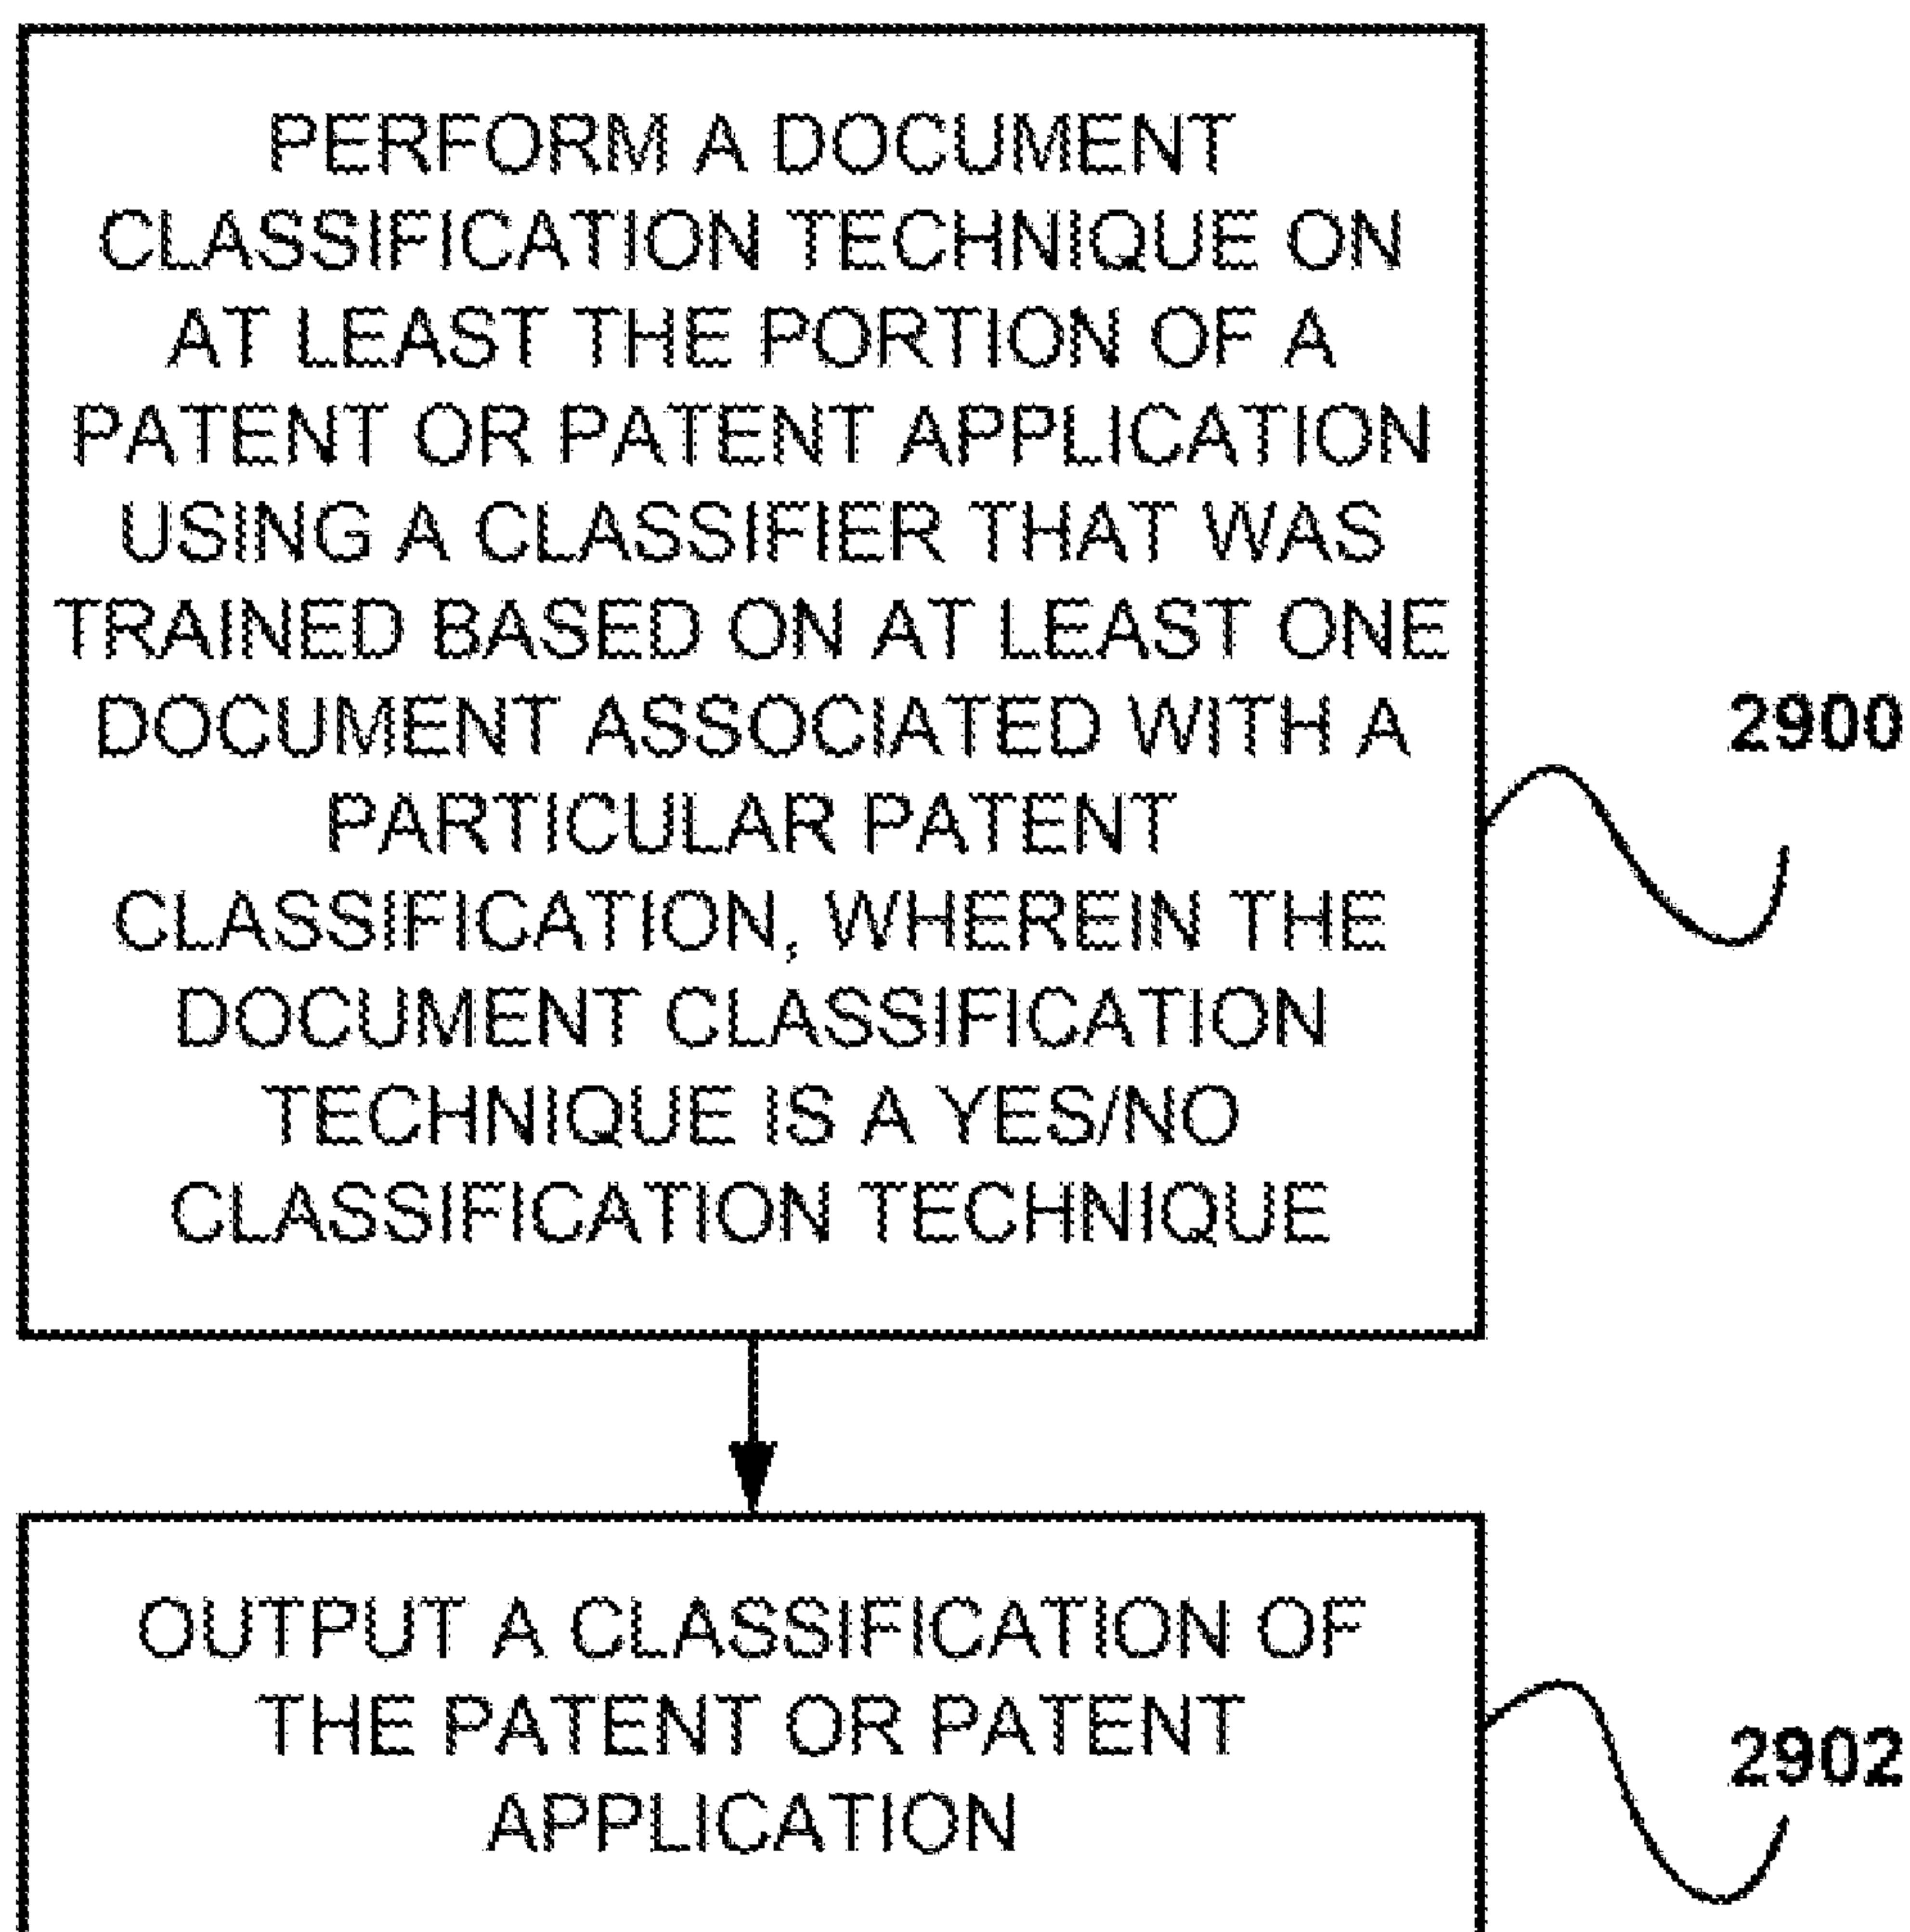 PERFORM A DOCUMENT
CLASSIFICATION TECHNIQUE ON
AT LEAST THE PORTION OF A
PATENT OR PATENT APPLICATION
USING A CLASSIFIER THAT WAS
TRAINED BASED ON AT LEAST ONE
DOCUMENT ASSOCIATED WITH A
PARTICULAR PATENT
CLASSIFICATION, WHEREIN THE
DOCUMENT CLASSIFICATION
TECHNIQUE IS A YES/NO
CLASSIFICATION TECHNIQUE
2900
OUTPUT A CLASSIFICATION OF
THE PATENT OR PATENT
APPLICATION
2902